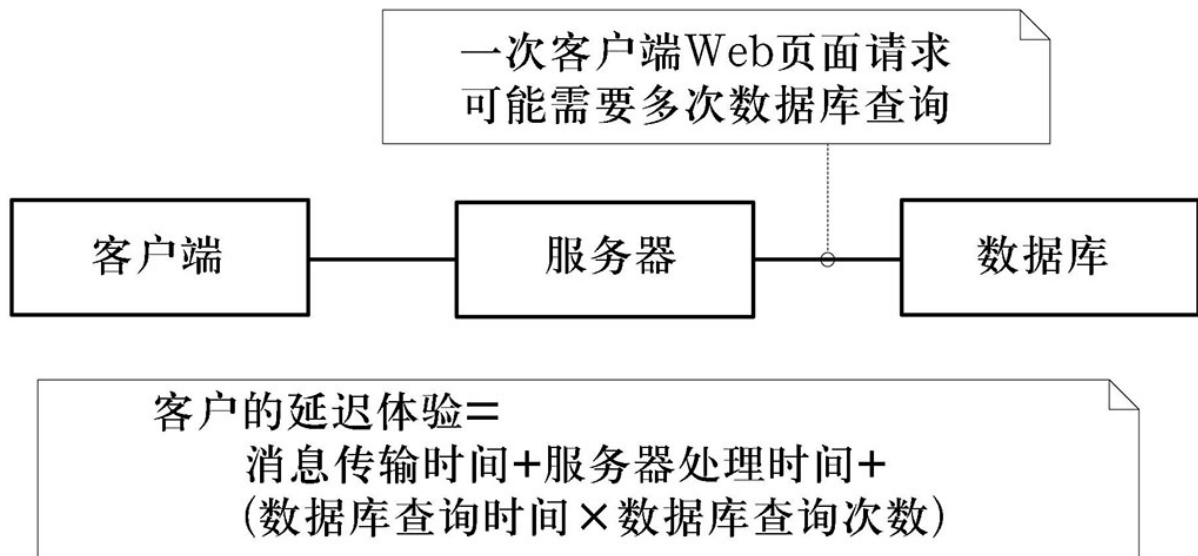 一次客户端Web页面请求
可能需要多次数据库查询
客户端
服务器
数据库
客户的延迟体验=
消息传输时间+服务器处理时间+
(数据库查询时间×数据库查询次数)